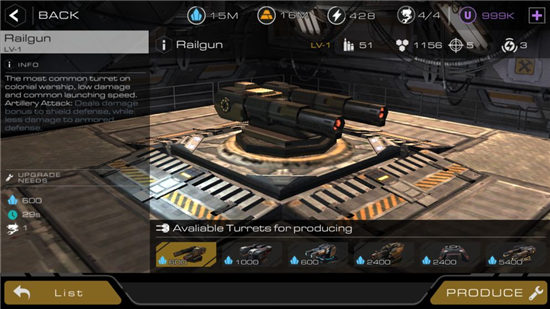 BACK
15M
16M
428
4/4
U 999K
Railgun
LV-1
i INFO
The most common turret on
colonial warship, low damage
and common launching speed.
Artillery Attack: Deals damage
bonus to shield defense, while
less damage to armored
defense.
UPGRADE
NEEDS
600
29s
1
i Railgun
LV-1
51
1156
5
3
Avaliable Turrets for producing
600
1000
600
2400
0
5400
List
PRODUCE